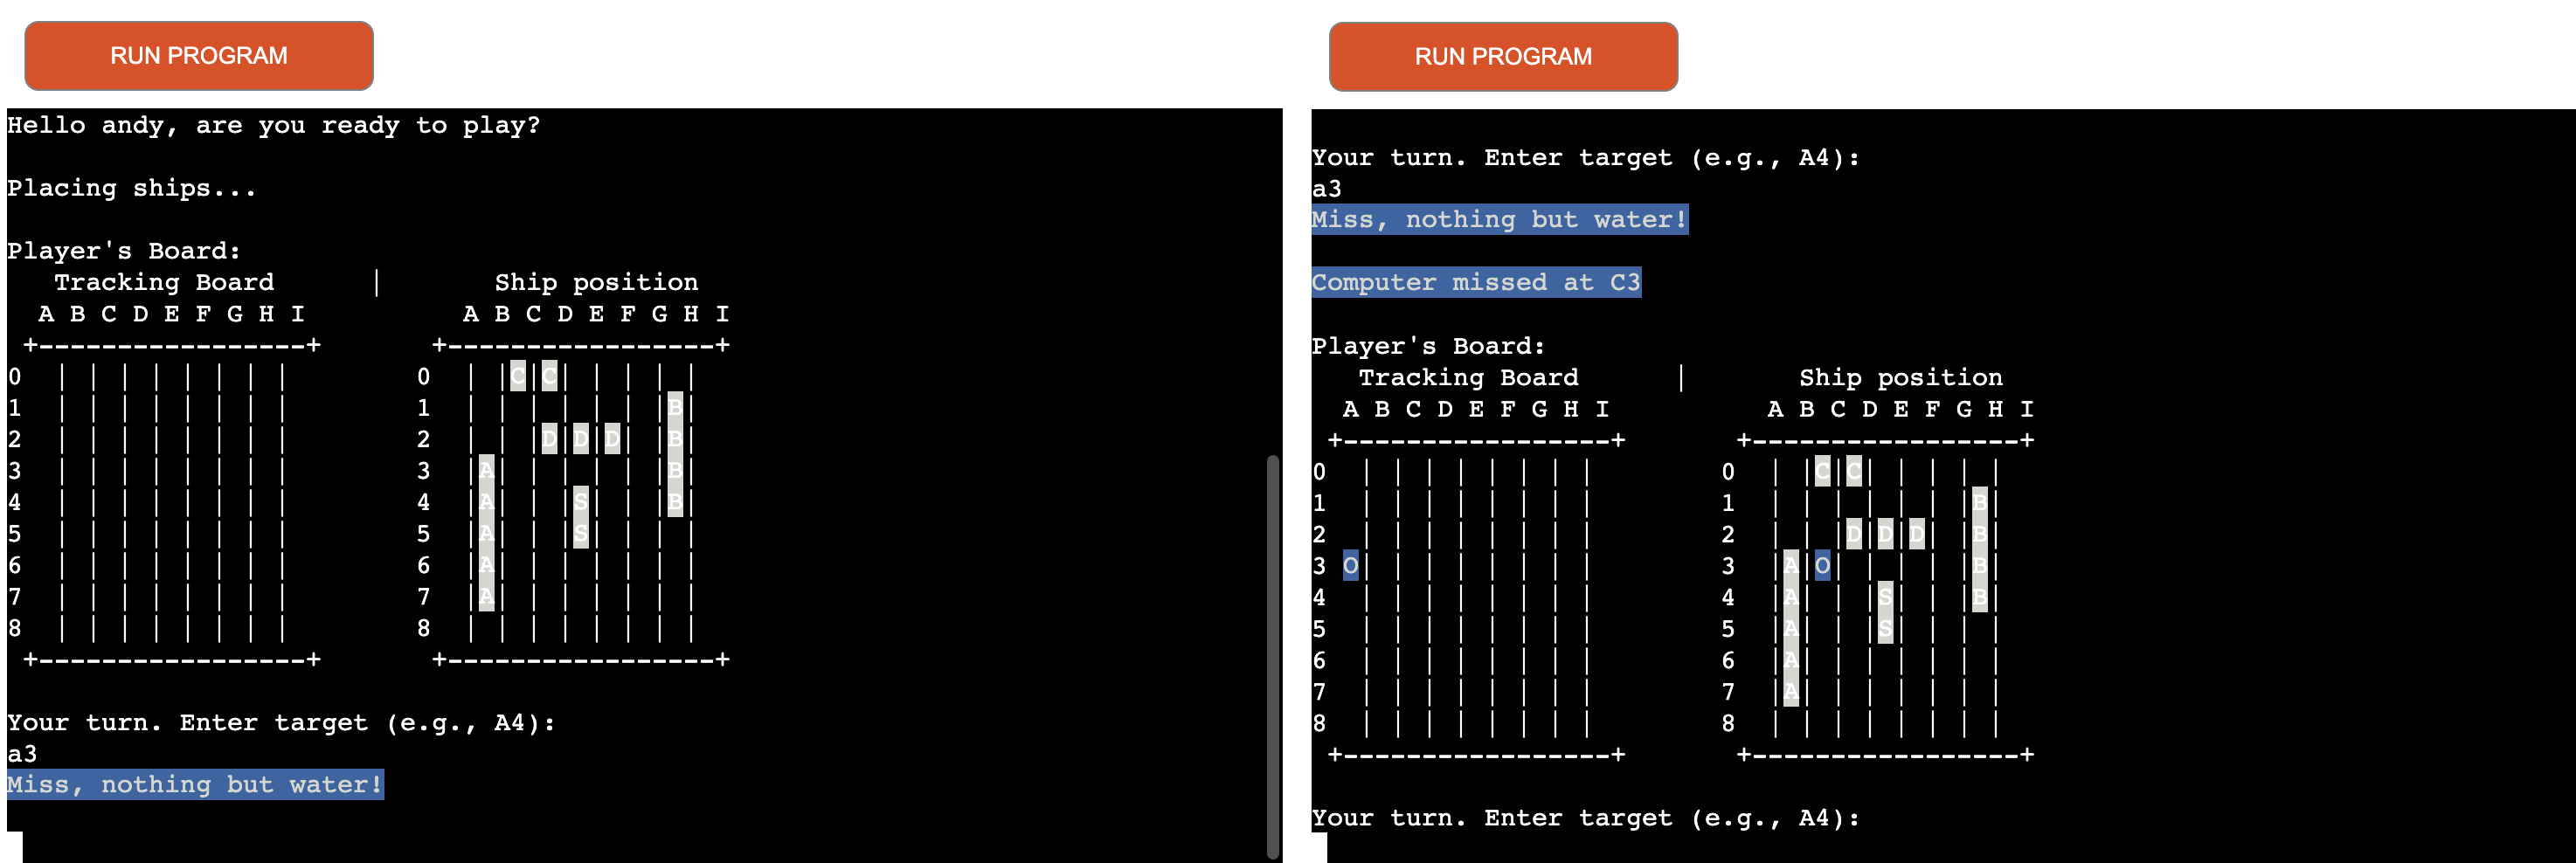 RUN PROGRAM
Hello andy, are you ready to play?
Placing ships...
Player's Board:
   Tracking Board      |       Ship position
  A B C D E F G H I          A B C D E F G H I
 +-----------------+       +-----------------+
0  | | | | | | | |        0  | |C|C| | | | |
1  | | | | | | | |        1  | | | | | | |B|
2  | | | | | | | |        2  | | |D|D|D| |B|
3  | | | | | | | |        3  |A| | | | | |B|
4  | | | | | | | |        4  |A| | |S| | |B|
5  | | | | | | | |        5  |A| | |S| | | |
6  | | | | | | | |        6  |A| | | | | | |
7  | | | | | | | |        7  |A| | | | | | |
8  | | | | | | | |        8  | | | | | | | |
 +-----------------+       +-----------------+
Your turn. Enter target (e.g., A4):
a3
Miss, nothing but water!
RUN PROGRAM
Your turn. Enter target (e.g., A4):
a3
Miss, nothing but water!
Computer missed at C3
Player's Board:
   Tracking Board      |       Ship position
  A B C D E F G H I          A B C D E F G H I
 +-----------------+       +-----------------+
0  | | | | | | | |        0  | |C|C| | | | |
1  | | | | | | | |        1  | | | | | | |B|
2  | | | | | | | |        2  | | |D|D|D| |B|
3 O| | | | | | | |        3  |A|O| | | | |B|
4  | | | | | | | |        4  |A| | |S| | |B|
5  | | | | | | | |        5  |A| | |S| | | |
6  | | | | | | | |        6  |A| | | | | | |
7  | | | | | | | |        7  |A| | | | | | |
8  | | | | | | | |        8  | | | | | | | |
 +-----------------+       +-----------------+
Your turn. Enter target (e.g., A4):